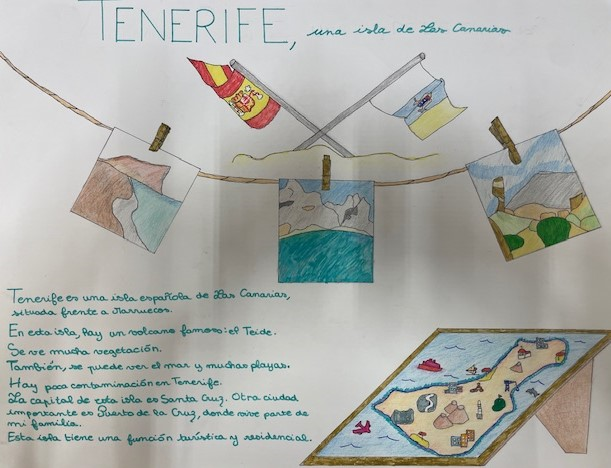 TENERIFE, una isla de Las Canarias
Tenerife es una isla española de Las Canarias,
situada frente a Marruecos.
En esta isla, hay un volcano famoso: el Teide.
Se ve mucha vegetación.
También, se puede ver el mar y muchas playas.
Hay poca contaminación en Tenerife.
La capital de esta isla es Santa Cruz. Otra ciudad
importante es Puerto de la Cruz, donde vive parte de
mi familia.
Esta isla tiene una función turística y residencial.